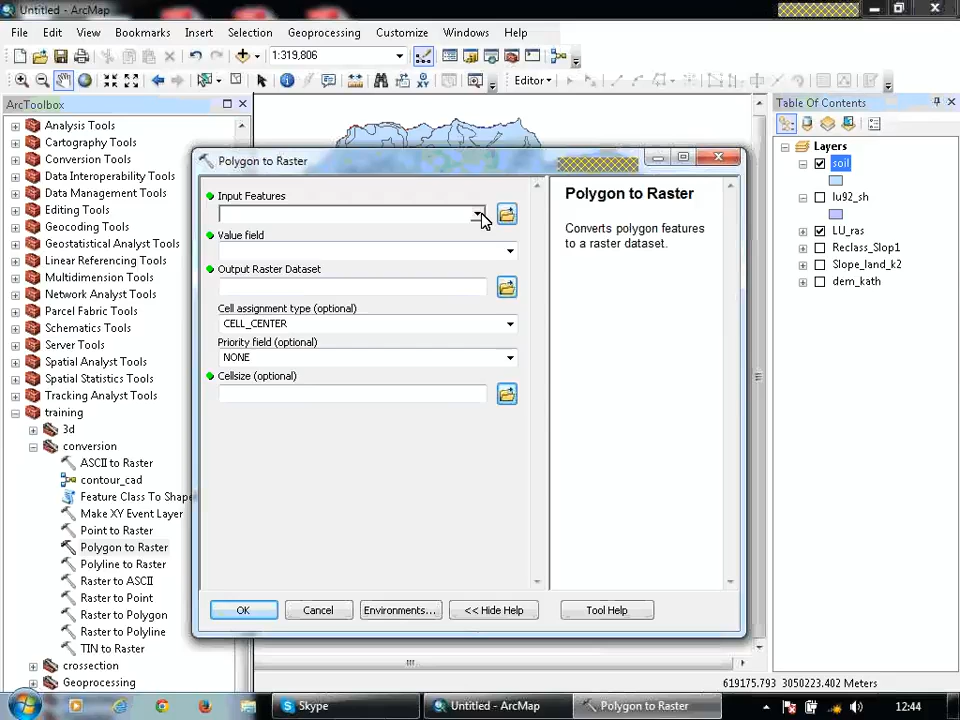 Untitled - ArcMap
File Edit View Bookmarks Insert Selection Geoprocessing Customize Windows Help
1:319,806
Editor
ArcToolbox
Analysis Tools
Cartography Tools
Conversion Tools
Data Interoperability Tools
Data Management Tools
Editing Tools
Geocoding Tools
Geostatistical Analyst Tools
Linear Referencing Tools
Multidimension Tools
Network Analyst Tools
Parcel Fabric Tools
Schematics Tools
Server Tools
Spatial Analyst Tools
Spatial Statistics Tools
Tracking Analyst Tools
training
3d
conversion
ASCII to Raster
contour_cad
Feature Class To Shape
Make XY Event Layer
Point to Raster
Polygon to Raster
Polyline to Raster
Raster to ASCII
Raster to Point
Raster to Polygon
Raster to Polyline
TIN to Raster
crossection
Geoprocessing
Polygon to Raster
Input Features
Value field
Output Raster Dataset
Cell assignment type (optional)
CELL_CENTER
Priority field (optional)
NONE
Cellsize (optional)
OK Cancel Environments... << Hide Help Tool Help
Polygon to Raster
Converts polygon features
to a raster dataset.
Table Of Contents
Layers
soil
lu92_sh
LU_ras
Reclass_Slop1
Slope_land_k2
dem_kath
619175.793 3050223.402 Meters
Skype Untitled - ArcMap Polygon to Raster 12:44